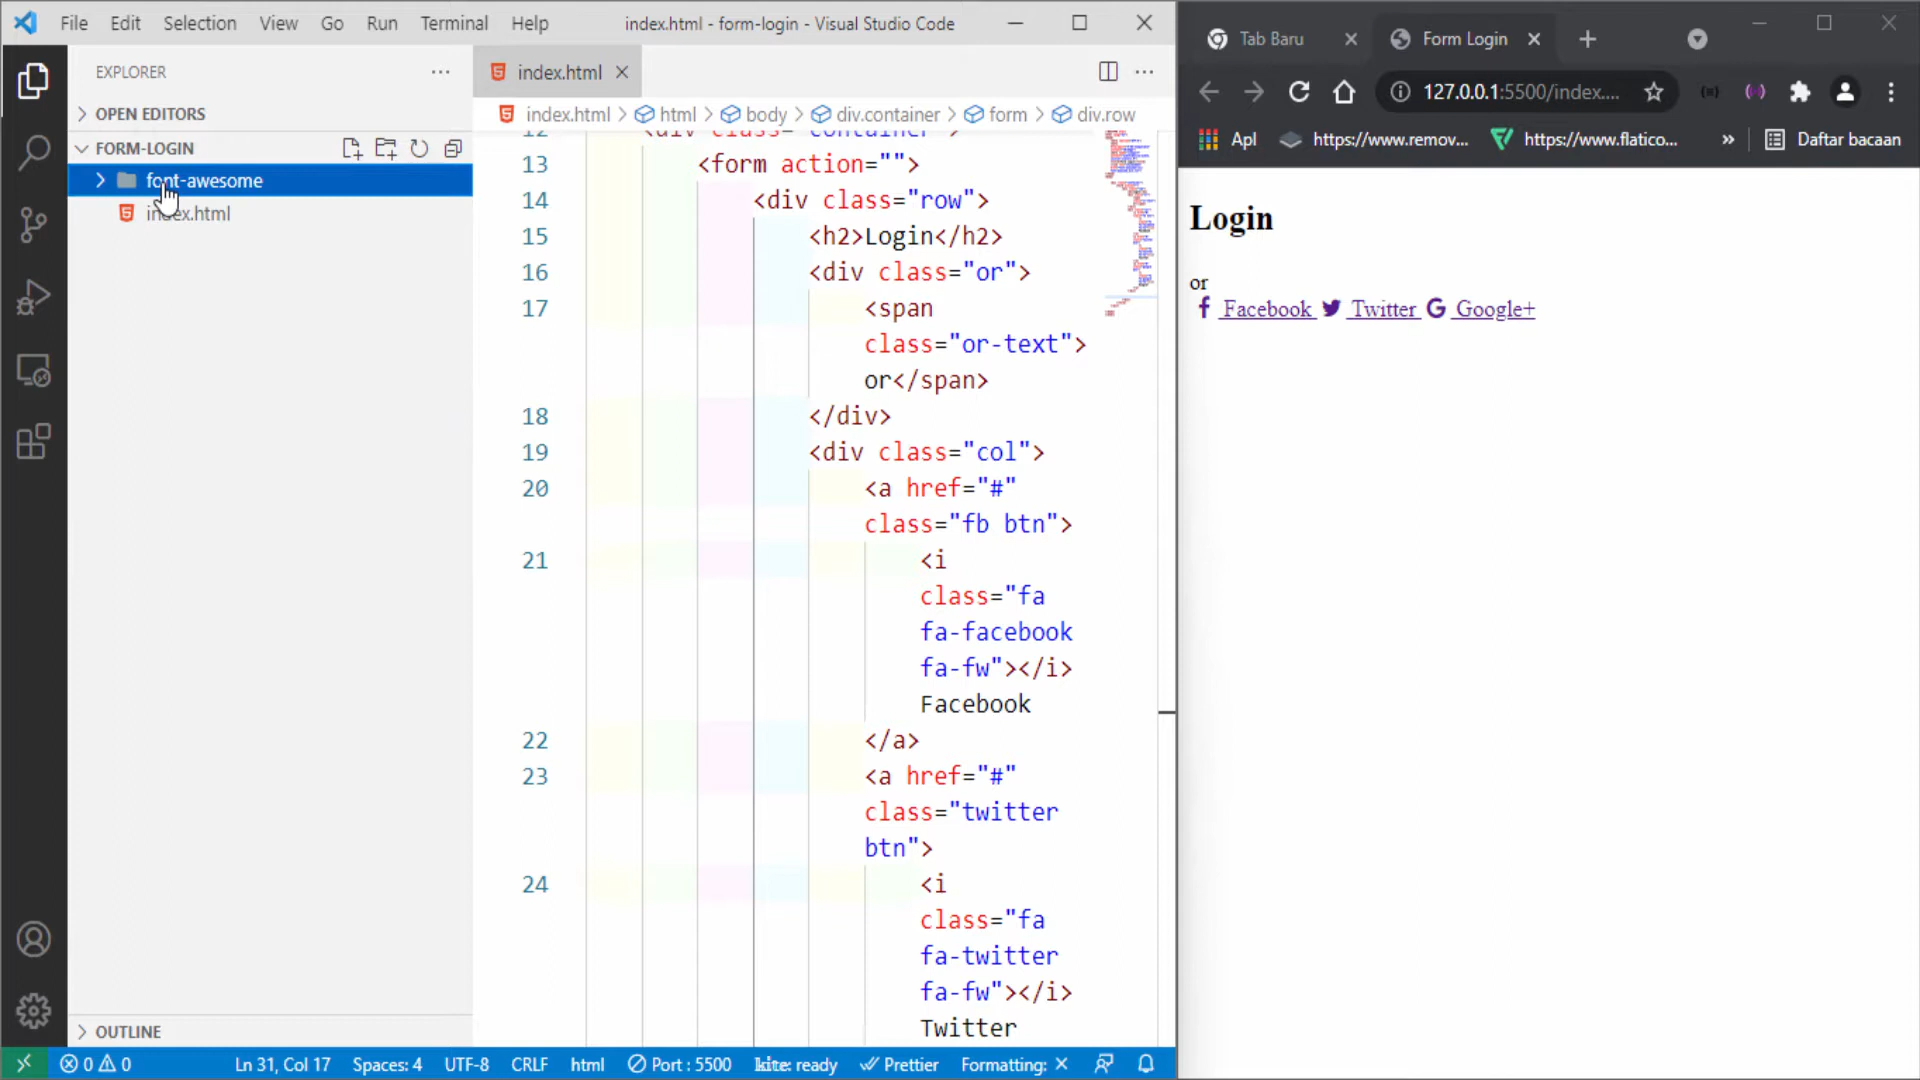 File Edit Selection View Go Run Terminal Help index.html - form-login - Visual Studio Code
EXPLORER
OPEN EDITORS
FORM-LOGIN
font-awesome
index.html
OUTLINE
index.html
index.html > html > body > div.container > form > div.row
12 <div class="container">
13 <form action="">
14 <div class="row">
15 <h2>Login</h2>
16 <div class="or">
17 <span
class="or-text">
or</span>
18 </div>
19 <div class="col">
20 <a href="#"
class="fb btn">
21 <i
class="fa
fa-facebook
fa-fw"></i>
Facebook
22 </a>
23 <a href="#"
class="twitter
btn">
24 <i
class="fa
fa-twitter
fa-fw"></i>
Twitter
0 0 Ln 31, Col 17 Spaces: 4 UTF-8 CRLF html Port : 5500 kite: ready Prettier Formatting: ×
Tab Baru Form Login
127.0.0.1:5500/index....
Apl https://www.remov... https://www.flatico... » Daftar bacaan
Login
or
Facebook Twitter Google+